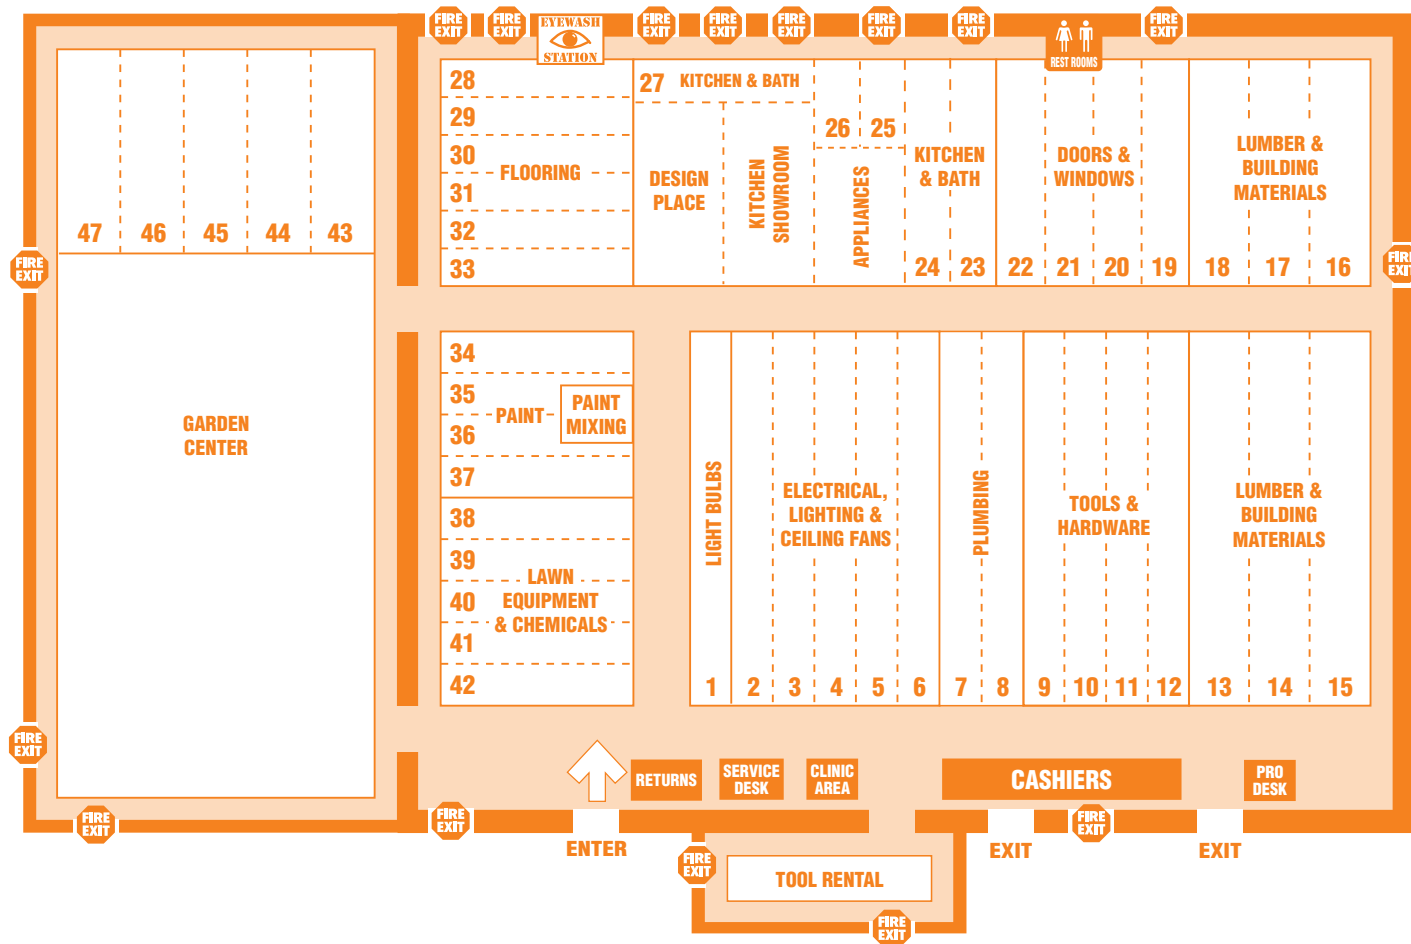 FIRE EXIT
FIRE EXIT
EYEWASH
STATION
FIRE EXIT
FIRE EXIT
FIRE EXIT
FIRE EXIT
FIRE EXIT
REST ROOMS
FIRE EXIT
47 46 45 44 43
GARDEN
CENTER
FIRE EXIT
FIRE EXIT
FIRE EXIT
28
29
30
31
32
33
FLOORING
27 KITCHEN & BATH
DESIGN
PLACE
KITCHEN
SHOWROOM
26 25
APPLIANCES
KITCHEN
& BATH
24 23
DOORS &
WINDOWS
22 21 20 19
LUMBER &
BUILDING
MATERIALS
18 17 16
FIRE EXIT
34
35
36
37
PAINT
PAINT
MIXING
38
39
40
41
42
LAWN
EQUIPMENT
& CHEMICALS
LIGHT BULBS
1
ELECTRICAL,
LIGHTING &
CEILING FANS
2 3 4 5 6
PLUMBING
7 8
TOOLS &
HARDWARE
9 10 11 12
LUMBER &
BUILDING
MATERIALS
13 14 15
RETURNS
SERVICE
DESK
CLINIC
AREA
CASHIERS
PRO
DESK
FIRE EXIT
ENTER
FIRE EXIT
EXIT
FIRE EXIT
EXIT
TOOL RENTAL
FIRE EXIT